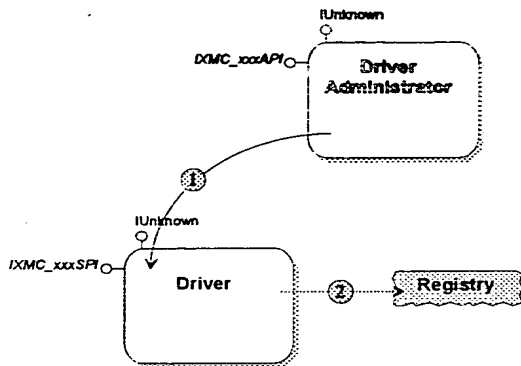 IUnknown
IXMC_xxxAPI
Driver
Administrator
1
IUnknown
IXMC_xxxSPI
Driver
2
Registry